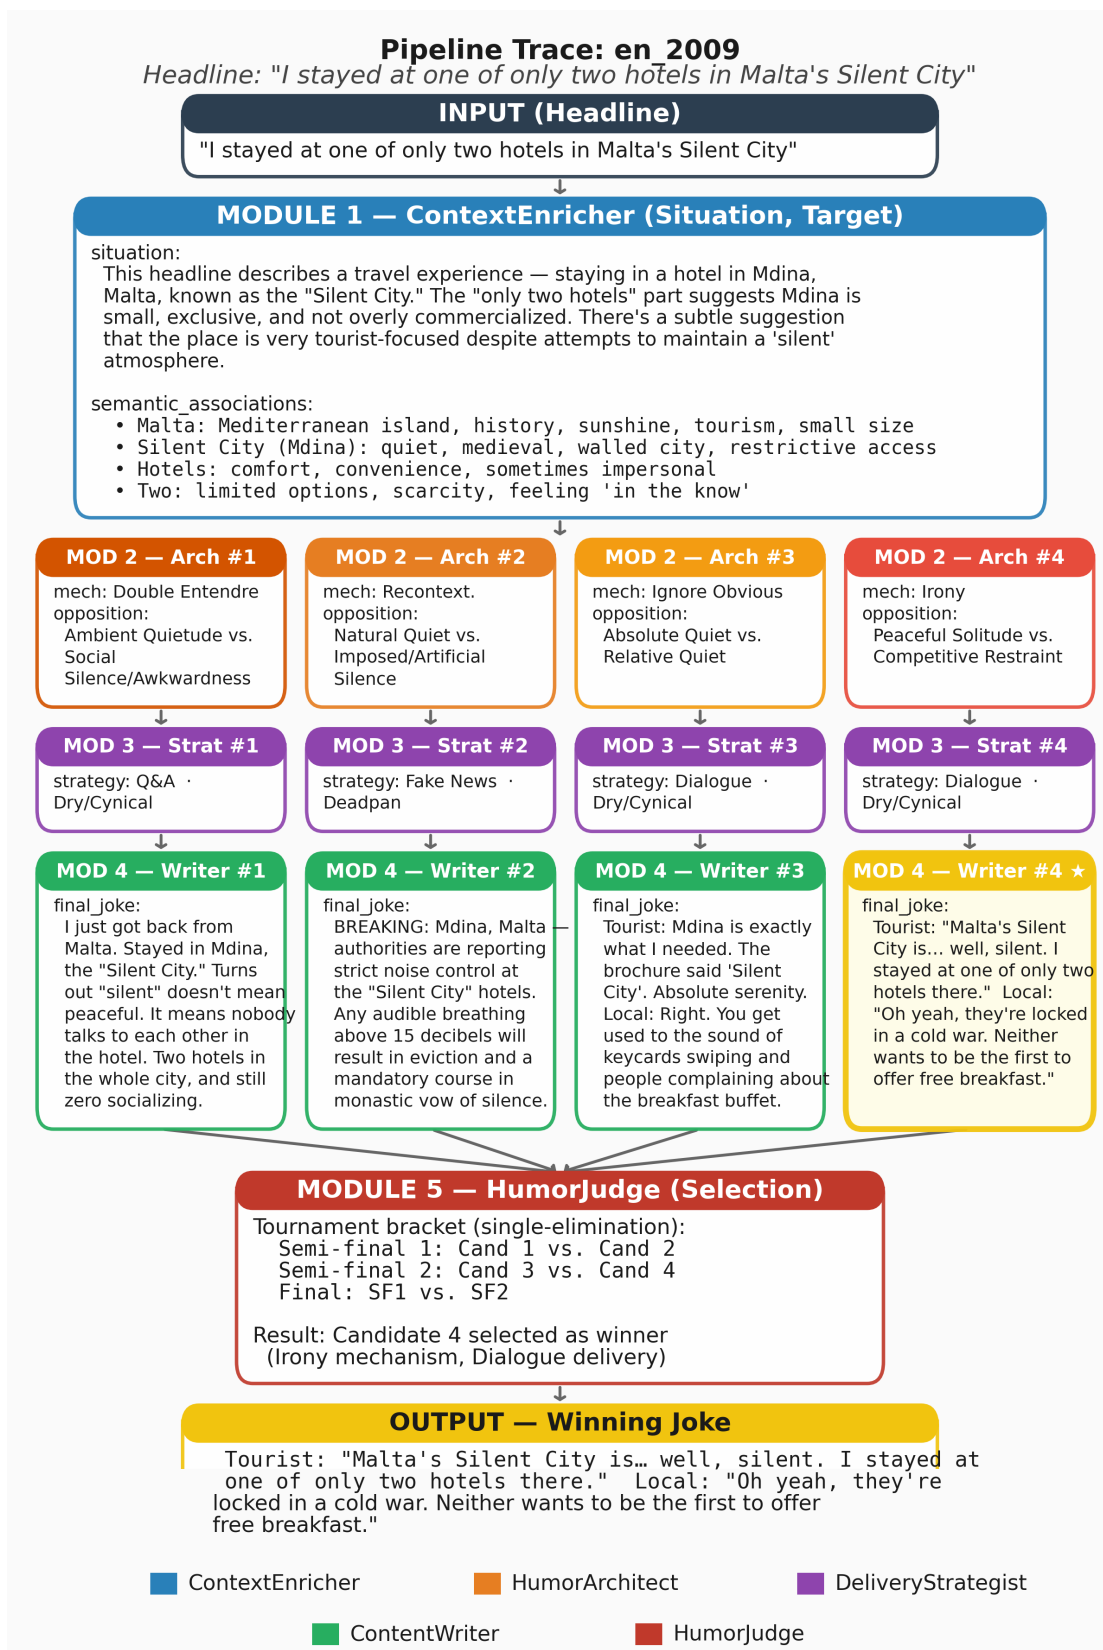 Pipeline Trace: en_2009
Headline: "I stayed at one of only two hotels in Malta's Silent City"
INPUT (Headline)
"I stayed at one of only two hotels in Malta's Silent City"
MODULE 1 — ContextEnricher (Situation, Target)
situation:
This headline describes a travel experience — staying in a hotel in Mdina,
Malta, known as the "Silent City." The "only two hotels" part suggests Mdina is
small, exclusive, and not overly commercialized. There's a subtle suggestion
that the place is very tourist-focused despite attempts to maintain a 'silent'
atmosphere.
semantic_associations:
• Malta: Mediterranean island, history, sunshine, tourism, small size
• Silent City (Mdina): quiet, medieval, walled city, restrictive access
• Hotels: comfort, convenience, sometimes impersonal
• Two: limited options, scarcity, feeling 'in the know'
MOD 2 — Arch #1
mech: Double Entendre
opposition:
Ambient Quietude vs.
Social
Silence/Awkwardness
MOD 2 — Arch #2
mech: Recontext.
opposition:
Natural Quiet vs.
Imposed/Artificial
Silence
MOD 2 — Arch #3
mech: Ignore Obvious
opposition:
Absolute Quiet vs.
Relative Quiet
MOD 2 — Arch #4
mech: Irony
opposition:
Peaceful Solitude vs.
Competitive Restraint
MOD 3 — Strat #1
strategy: Q&A ·
Dry/Cynical
MOD 3 — Strat #2
strategy: Fake News ·
Deadpan
MOD 3 — Strat #3
strategy: Dialogue ·
Dry/Cynical
MOD 3 — Strat #4
strategy: Dialogue ·
Dry/Cynical
MOD 4 — Writer #1
final_joke:
I just got back from
Malta. Stayed in Mdina,
the "Silent City." Turns
out "silent" doesn't mean
peaceful. It means nobody
talks to each other in
the hotel. Two hotels in
the whole city, and still
zero socializing.
MOD 4 — Writer #2
final_joke:
BREAKING: Mdina, Malta —
authorities are reporting
strict noise control at
the "Silent City" hotels.
Any audible breathing
above 15 decibels will
result in eviction and a
mandatory course in
monastic vow of silence.
MOD 4 — Writer #3
final_joke:
Tourist: Mdina is exactly
what I needed. The
brochure said 'Silent
City'. Absolute serenity.
Local: Right. You get
used to the sound of
keycards swiping and
people complaining about
the breakfast buffet.
MOD 4 — Writer #4 ★
final_joke:
Tourist: "Malta's Silent
City is… well, silent. I
stayed at one of only two
hotels there."  Local:
"Oh yeah, they're locked
in a cold war. Neither
wants to be the first to
offer free breakfast."
MODULE 5 — HumorJudge (Selection)
Tournament bracket (single-elimination):
Semi-final 1: Cand 1 vs. Cand 2
Semi-final 2: Cand 3 vs. Cand 4
Final: SF1 vs. SF2
Result: Candidate 4 selected as winner
(Irony mechanism, Dialogue delivery)
OUTPUT — Winning Joke
Tourist: "Malta's Silent City is… well, silent. I stayed at
one of only two hotels there."  Local: "Oh yeah, they're
locked in a cold war. Neither wants to be the first to offer
free breakfast."
ContextEnricher
HumorArchitect
DeliveryStrategist
ContentWriter
HumorJudge